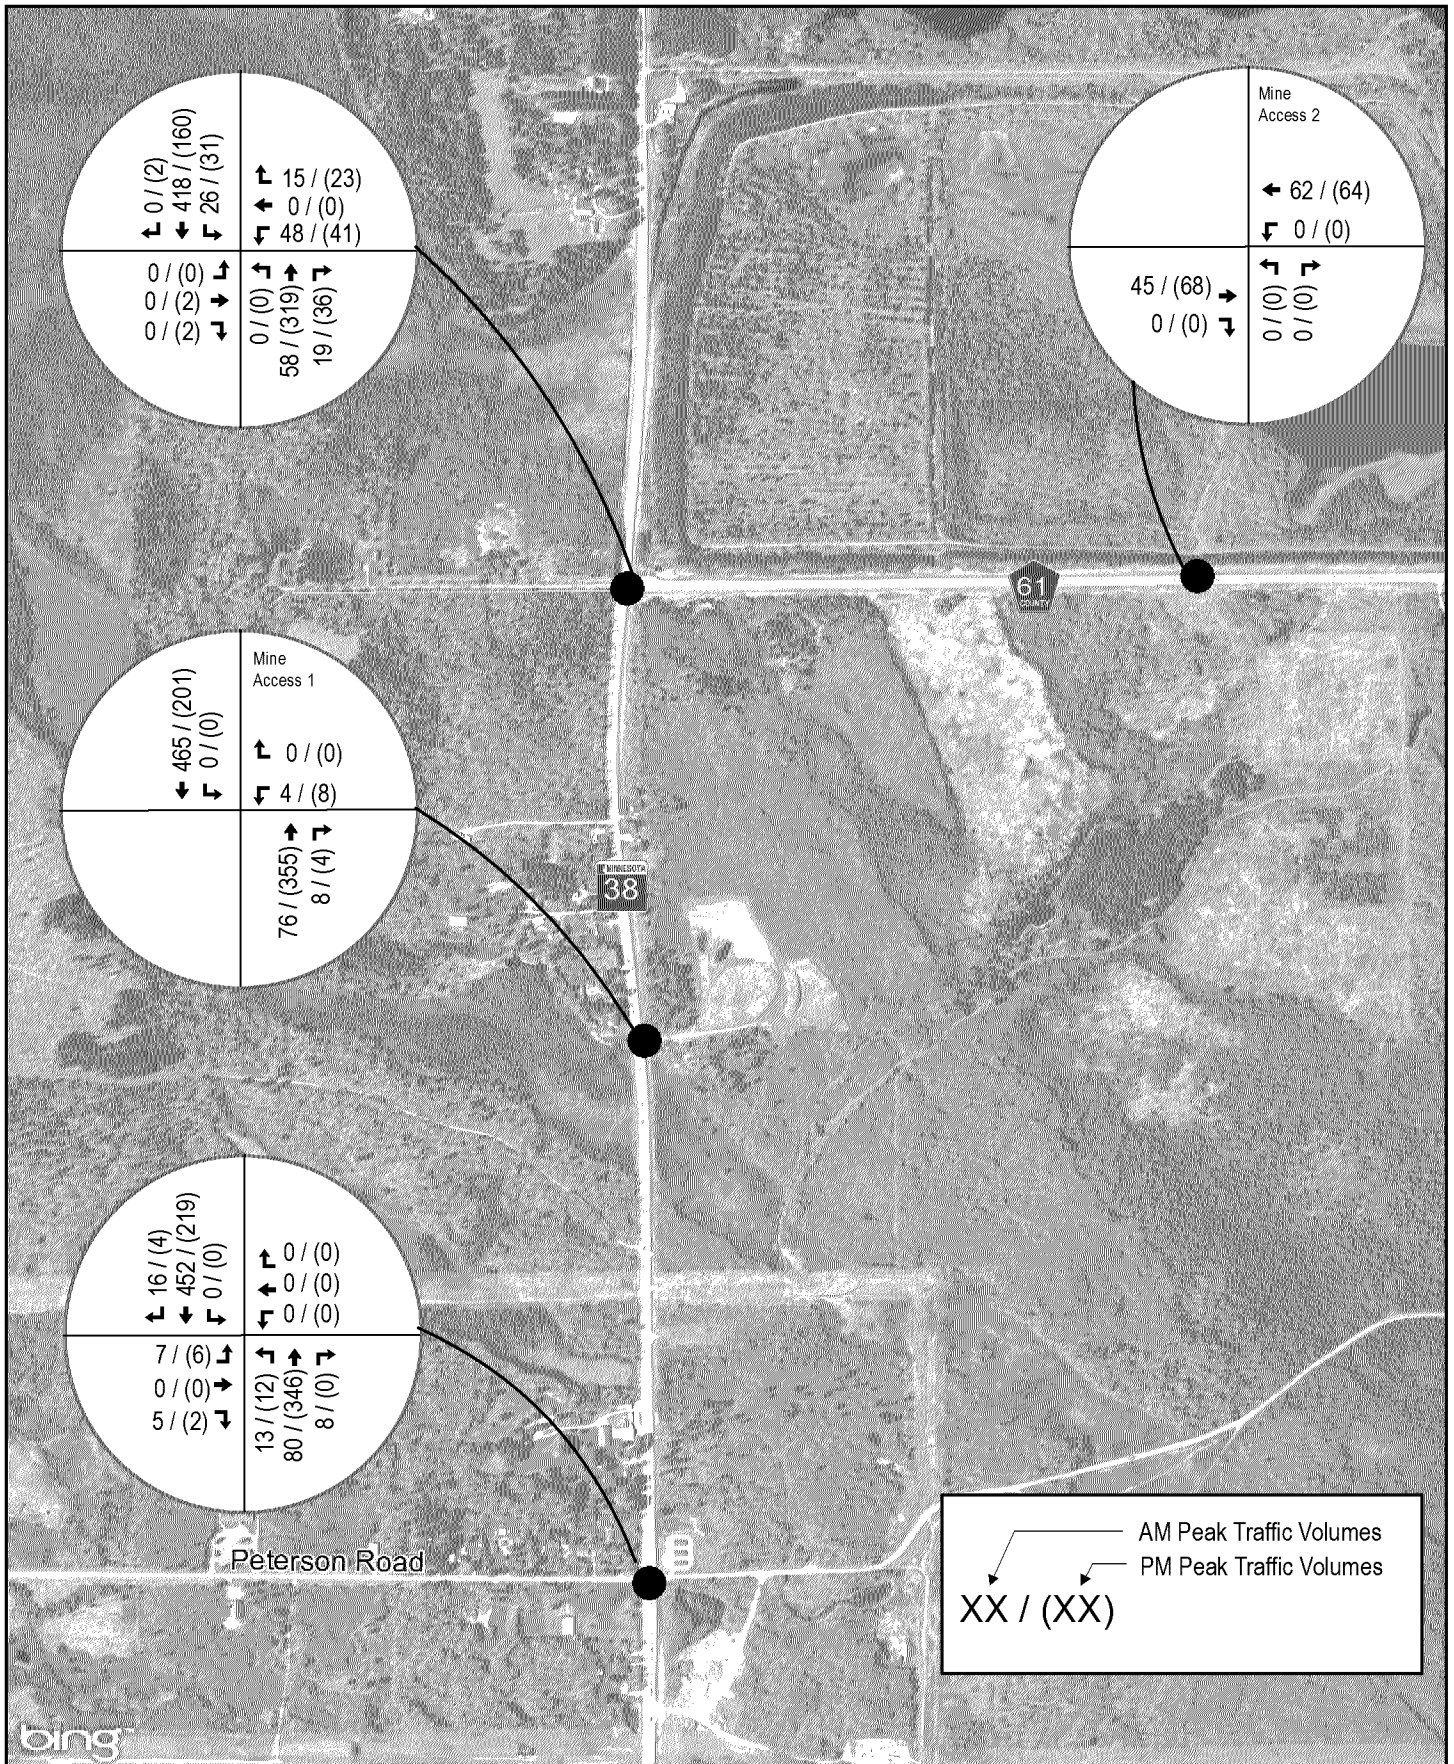 0 / (2)
418 / (160)
26 / (31)
15 / (23)
0 / (0)
48 / (41)
0 / (0)
0 / (2)
0 / (2)
0 / (0)
58 / (319)
19 / (36)
Mine
Access 2
62 / (64)
0 / (0)
45 / (68)
0 / (0)
0 / (0)
0 / (0)
61
COUNTY
465 / (201)
0 / (0)
Mine
Access 1
0 / (0)
4 / (8)
76 / (355)
8 / (4)
MINNESOTA
38
16 / (4)
452 / (219)
0 / (0)
0 / (0)
0 / (0)
0 / (0)
7 / (6)
0 / (0)
5 / (2)
13 / (12)
80 / (346)
8 / (0)
Peterson Road
AM Peak Traffic Volumes
PM Peak Traffic Volumes
XX / (XX)
bing™